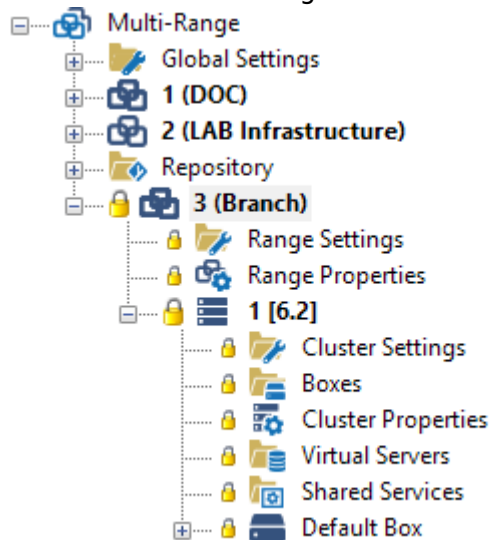 Multi-Range
Global Settings
1 (DOC)
2 (LAB Infrastructure)
Repository
3 (Branch)
Range Settings
Range Properties
1 [6.2]
Cluster Settings
Boxes
Cluster Properties
Virtual Servers
Shared Services
Default Box